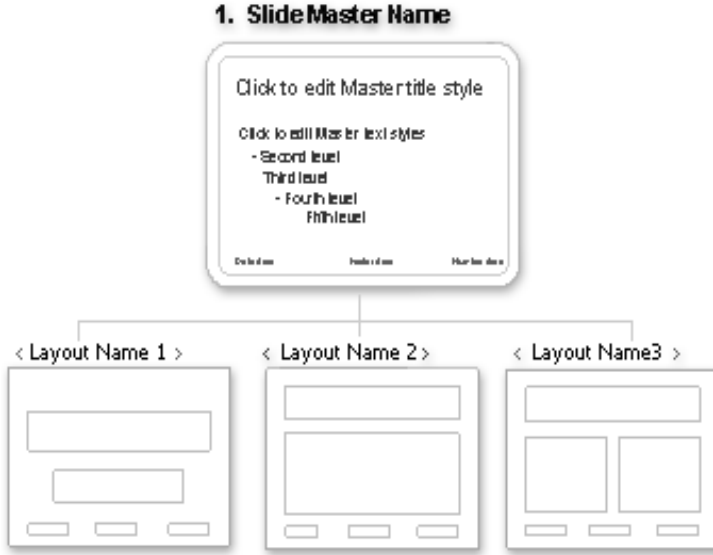 1. Slide Master Name
Click to edit Master title style
Click to edit Master text styles
- Second level
Third level
- Fourth level
Fifth level
< Layout Name 1 >
< Layout Name 2>
< Layout Name3 >